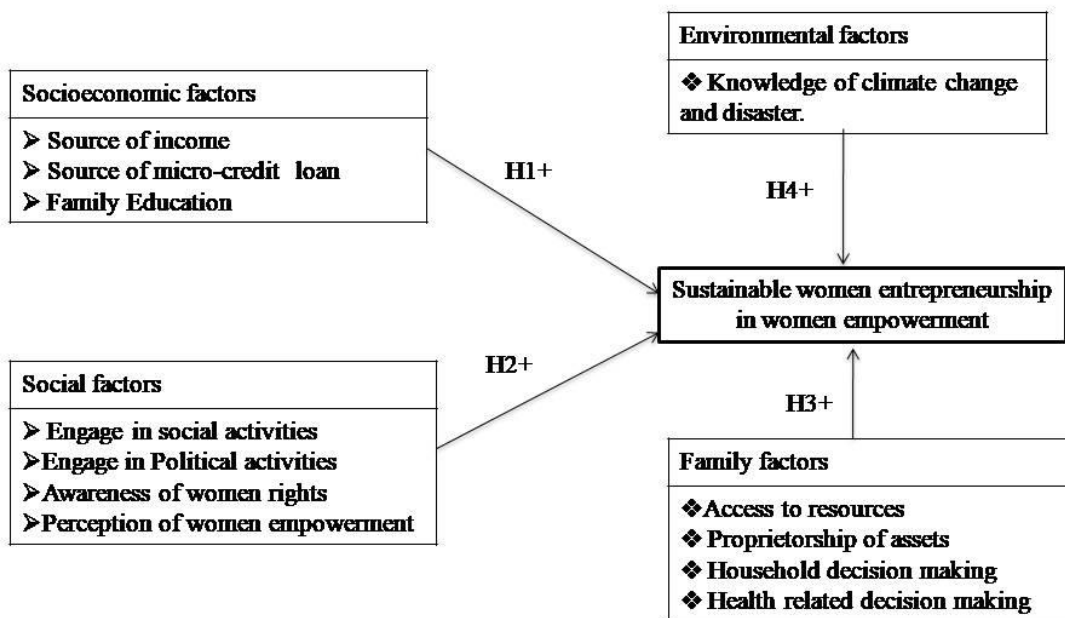 Socioeconomic factors
➢ Source of income
➢ Source of micro-credit loan
➢ Family Education
H1+
Environmental factors
❖ Knowledge of climate change
and disaster.
H4+
Sustainable women entrepreneurship
in women empowerment
Social factors
➢ Engage in social activities
➢Engage in Political activities
➢Awareness of women rights
➢Perception of women empowerment
H2+
H3+
Family factors
❖Access to resources
❖ Proprietorship of assets
❖ Household decision making
❖ Health related decision making